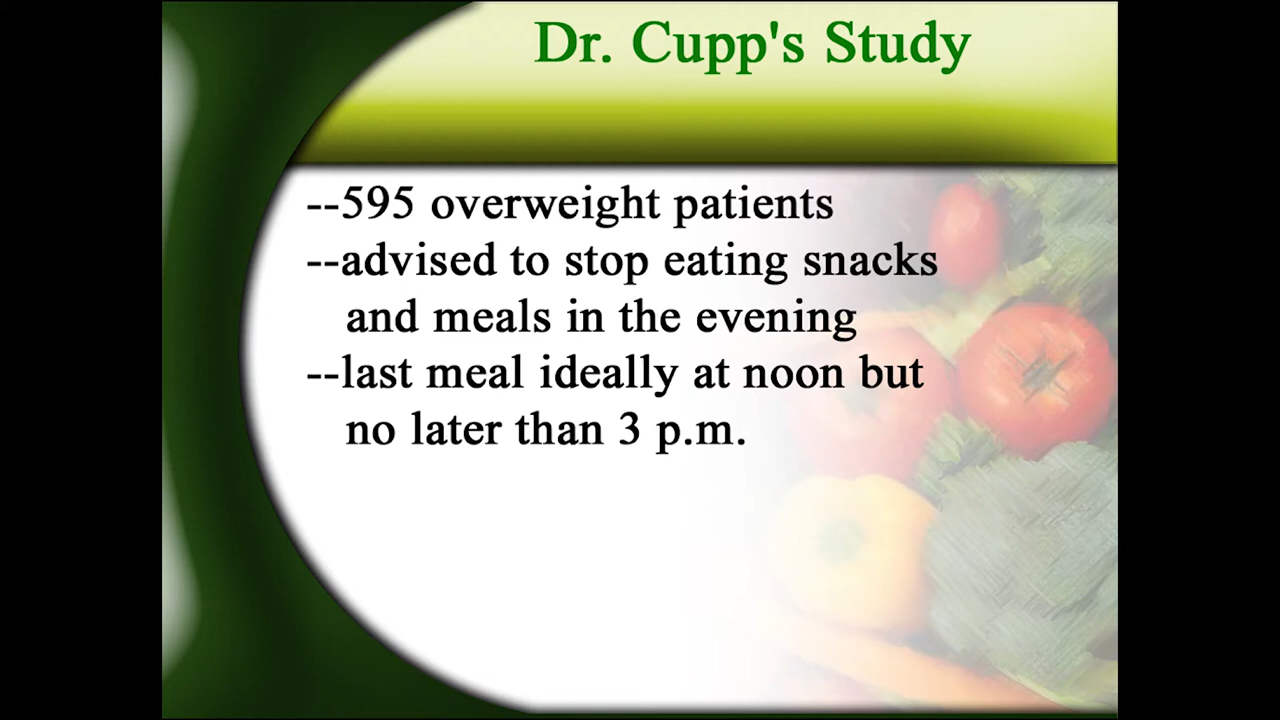 Dr. Cupp's Study
--595 overweight patients
--advised to stop eating snacks
and meals in the evening
--last meal ideally at noon but
no later than 3 p.m.